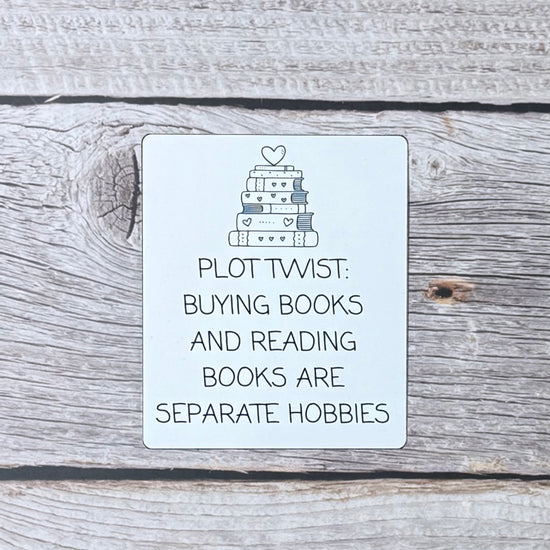 PLOT TWIST:
BUYING BOOKS
AND READING
BOOKS ARE
SEPARATE HOBBIES